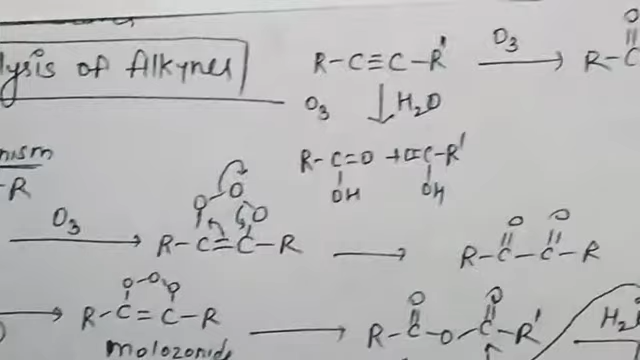 lysis of Alkynes
R-C≡C-R' O3 R-C
O
O3 H2O
R-C=O + O=C-R'
OH OH
nism
-R
O3
O O O O
R-C=C-R
O O
R-C-C-R
O-O O
R-C=C-R
Molozonide
O O
R-C-O-C-R'
H2